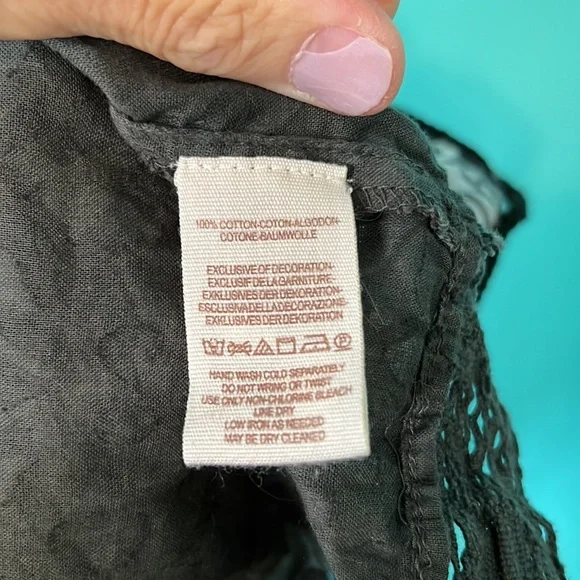 100% COTTON-COTON-ALGODON-
COTONE-BAUMWOLLE
EXCLUSIVE OF DECORATION-
EXCLUSIF DE LA GARNITURE-
EXKLUSIVES DER DEKORATION-
ESCLUSIVA DELLA DECORAZIONE-
EXKLUSIVES DER DEKORATION
HAND WASH COLD SEPARATELY
DO NOT WRING OR TWIST
USE ONLY NON-CHLORINE BLEACH
LINE DRY
LOW IRON AS NEEDED
MAY BE DRY CLEANED